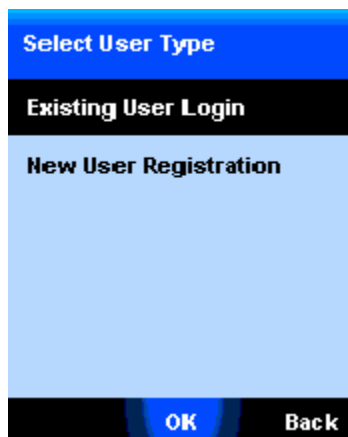 Select User Type
Existing User Login
New User Registration
OK Back